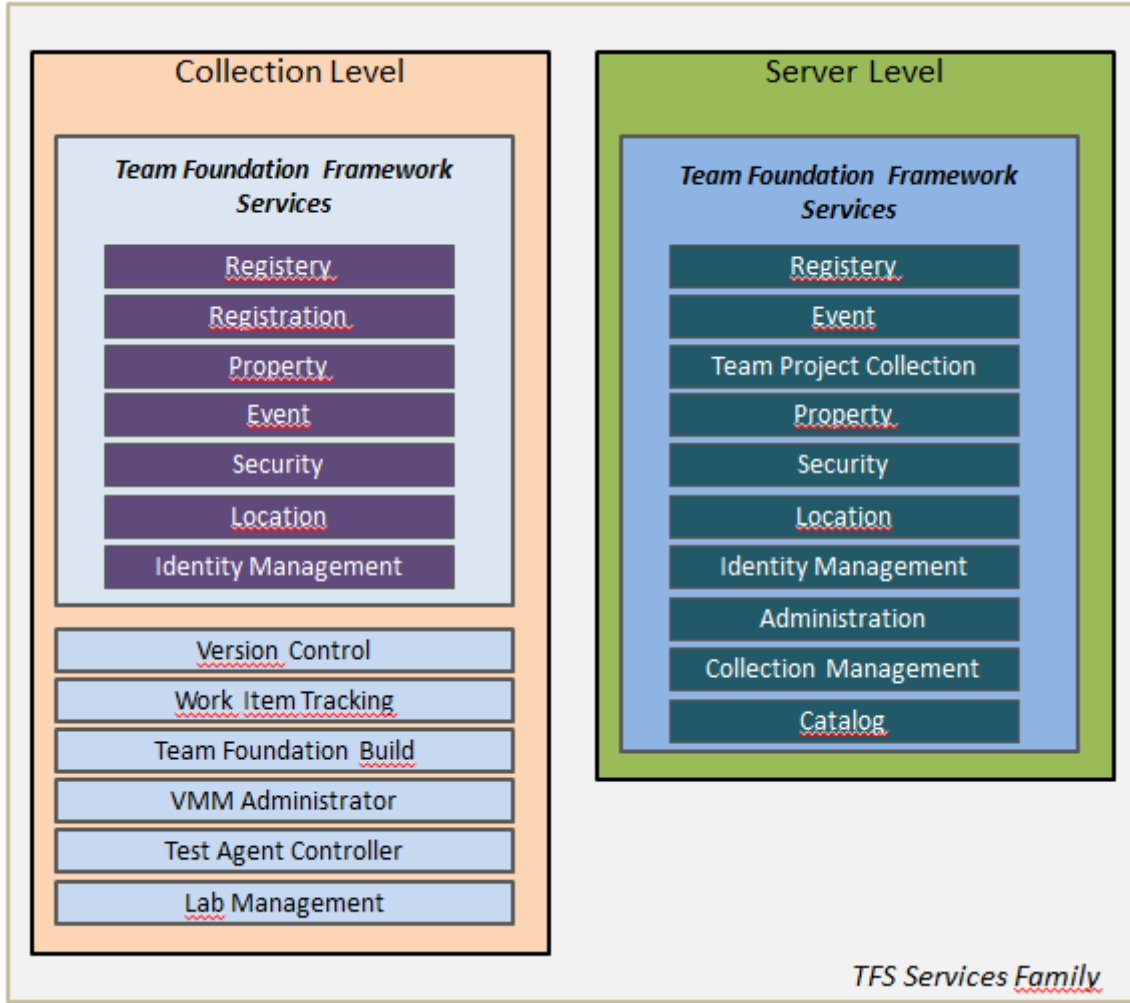 Collection Level
Team Foundation Framework
Services
Registery
Registration
Property
Event
Security
Location
Identity Management
Version Control
Work Item Tracking
Team Foundation Build
VMM Administrator
Test Agent Controller
Lab Management
Server Level
Team Foundation Framework
Services
Registery
Event
Team Project Collection
Property
Security
Location
Identity Management
Administration
Collection Management
Catalog
TFS Services Family